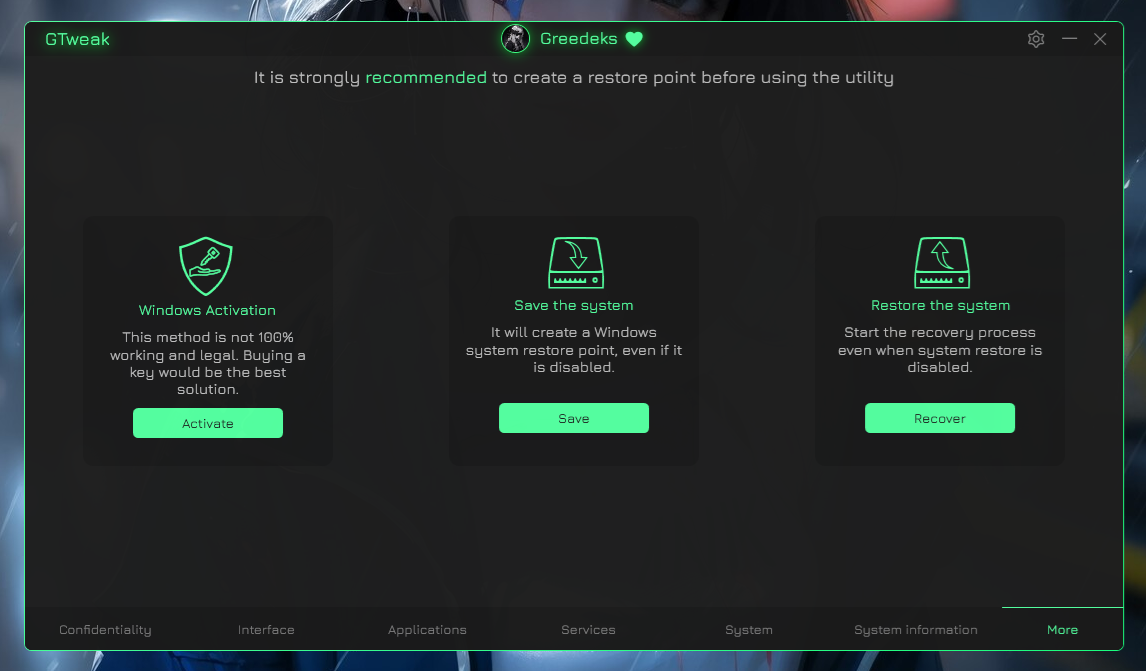 GTweak
Greedeks
It is strongly recommended to create a restore point before using the utility
Windows Activation
This method is not 100%
working and legal. Buying a
key would be the best
solution.
Activate
Save the system
It will create a Windows
system restore point, even if it
is disabled.
Save
Restore the system
Start the recovery process
even when system restore is
disabled.
Recover
Confidentiality
Interface
Applications
Services
System
System information
More